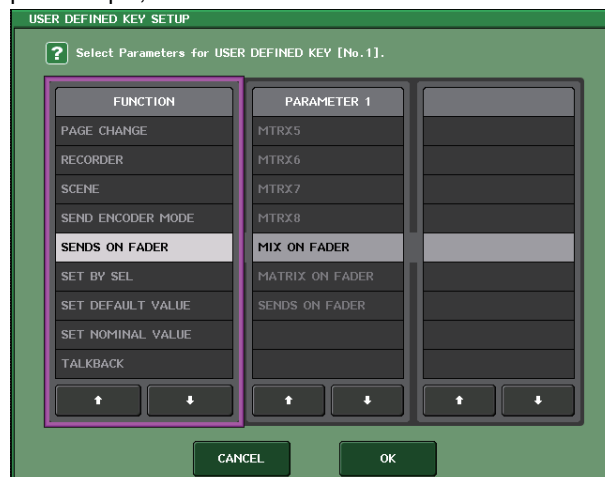 USER DEFINED KEY SETUP
? Select Parameters for USER DEFINED KEY [No.1].
FUNCTION
PAGE CHANGE
RECORDER
SCENE
SEND ENCODER MODE
SENDS ON FADER
SET BY SEL
SET DEFAULT VALUE
SET NOMINAL VALUE
TALKBACK
PARAMETER 1
MTRX5
MTRX6
MTRX7
MTRX8
MIX ON FADER
MATRIX ON FADER
SENDS ON FADER
CANCEL
OK